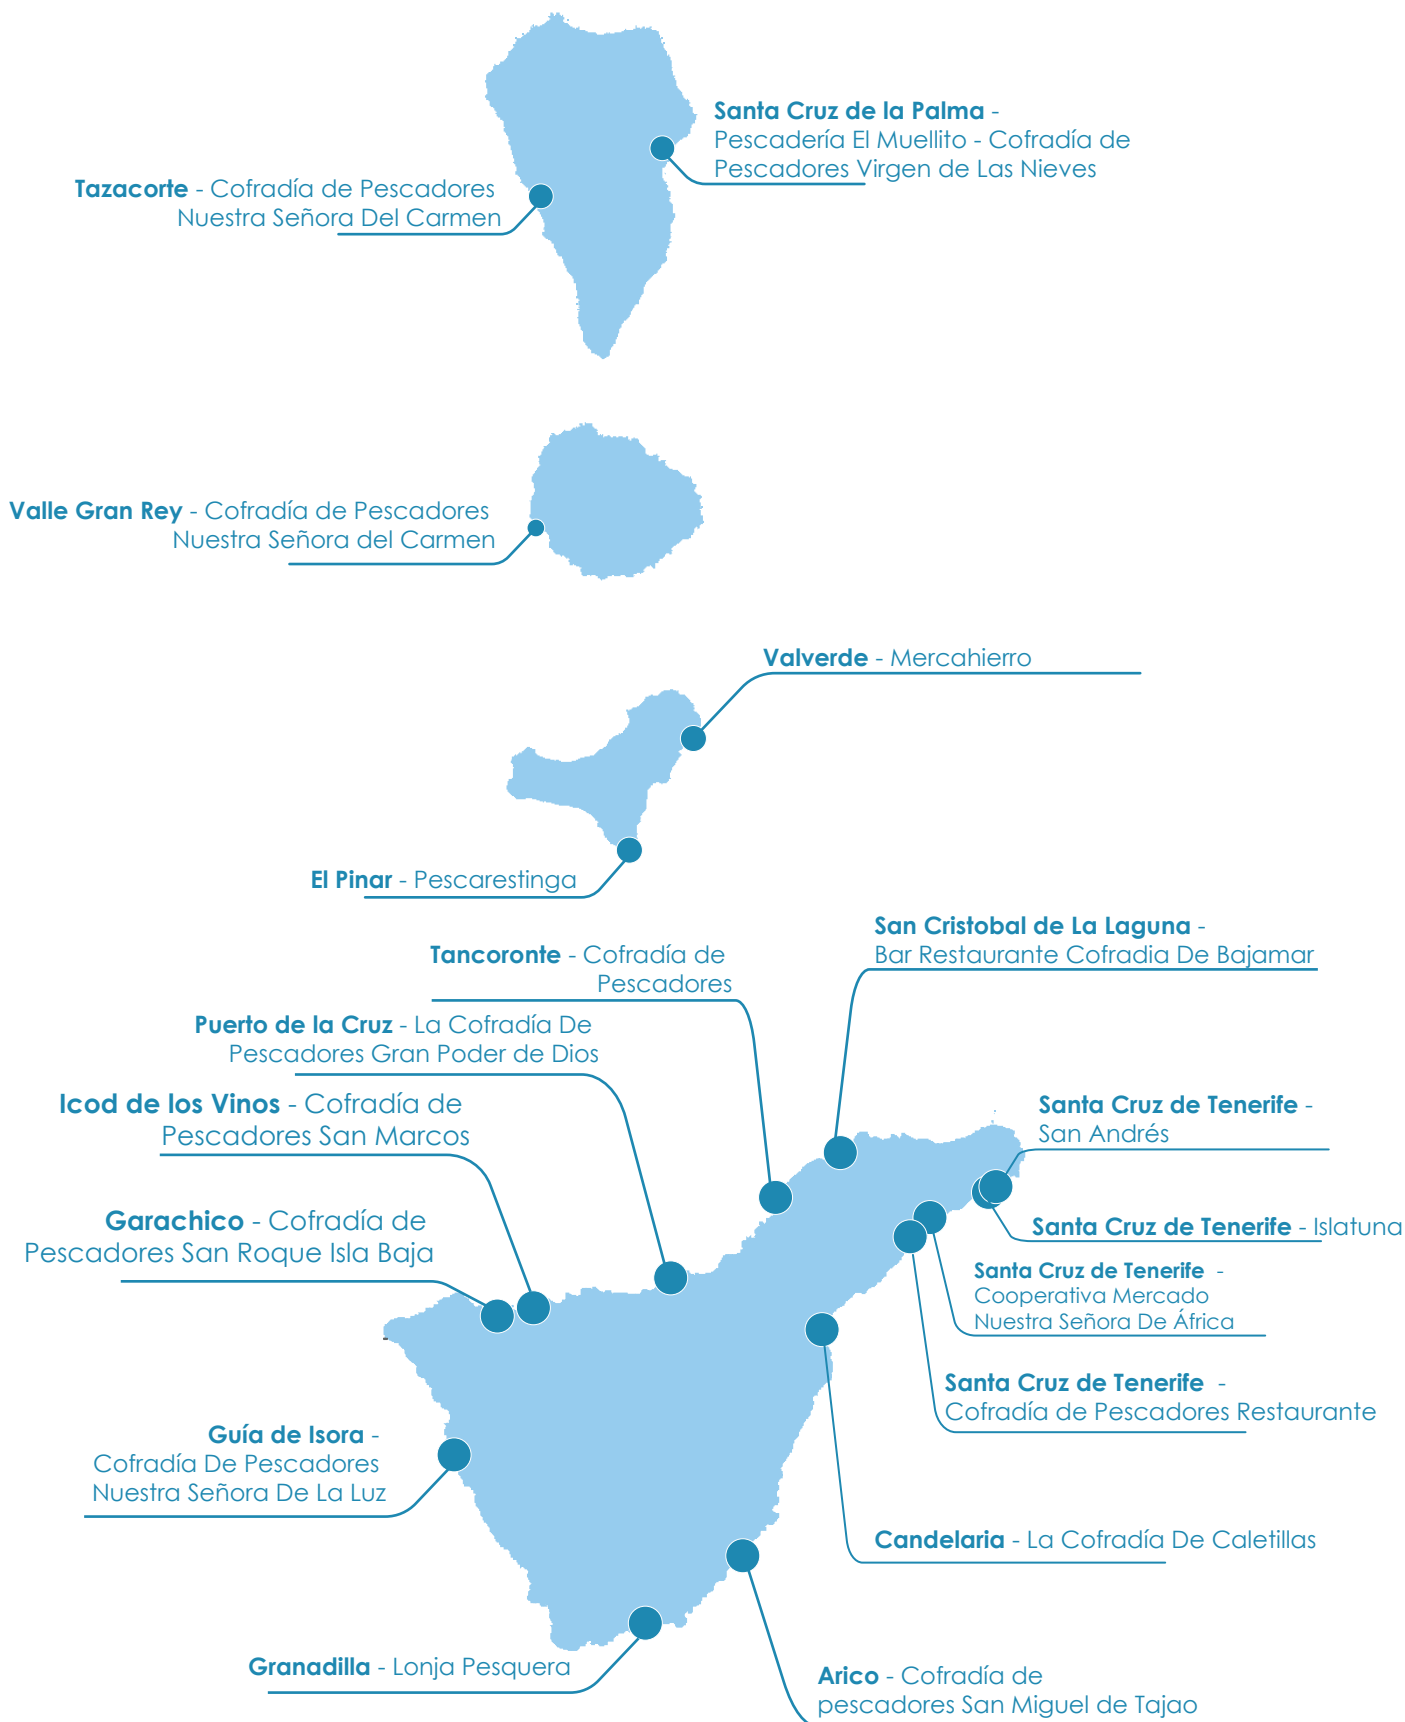 Santa Cruz de la Palma -
Pescadería El Muellito - Cofradía de
Pescadores Virgen de Las Nieves
Tazacorte - Cofradía de Pescadores
Nuestra Señora Del Carmen
Valle Gran Rey - Cofradía de Pescadores
Nuestra Señora del Carmen
Valverde - Mercahierro
El Pinar - Pescarestinga
San Cristobal de La Laguna -
Bar Restaurante Cofradia De Bajamar
Tancoronte - Cofradía de
Pescadores
Puerto de la Cruz - La Cofradía De
Pescadores Gran Poder de Dios
Icod de los Vinos - Cofradía de
Pescadores San Marcos
Santa Cruz de Tenerife -
San Andrés
Garachico - Cofradía de
Pescadores San Roque Isla Baja
Santa Cruz de Tenerife - Islatuna
Santa Cruz de Tenerife -
Cooperativa Mercado
Nuestra Señora De África
Santa Cruz de Tenerife -
Cofradía de Pescadores Restaurante
Guía de Isora -
Cofradía De Pescadores
Nuestra Señora De La Luz
Candelaria - La Cofradía De Caletillas
Granadilla - Lonja Pesquera
Arico - Cofradía de
pescadores San Miguel de Tajao